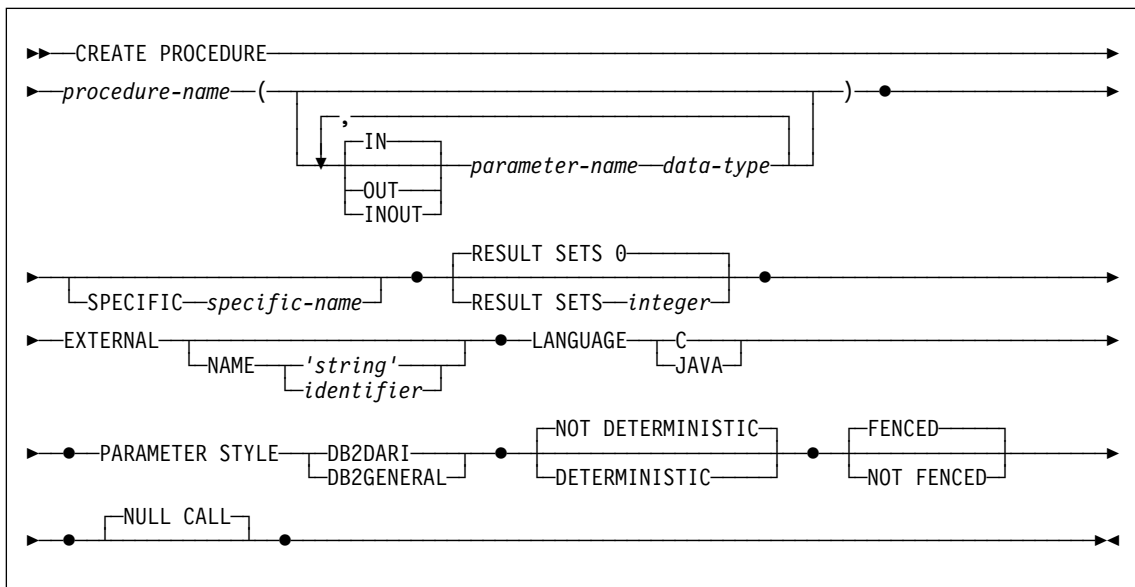 CREATE PROCEDURE
procedure-name ( )
,
IN
parameter-name data-type
OUT
INOUT
RESULT SETS 0
SPECIFIC specific-name RESULT SETS integer
EXTERNAL LANGUAGE C
NAME 'string' JAVA
identifier
NOT DETERMINISTIC FENCED
PARAMETER STYLE DB2DARI
DB2GENERAL DETERMINISTIC NOT FENCED
NULL CALL